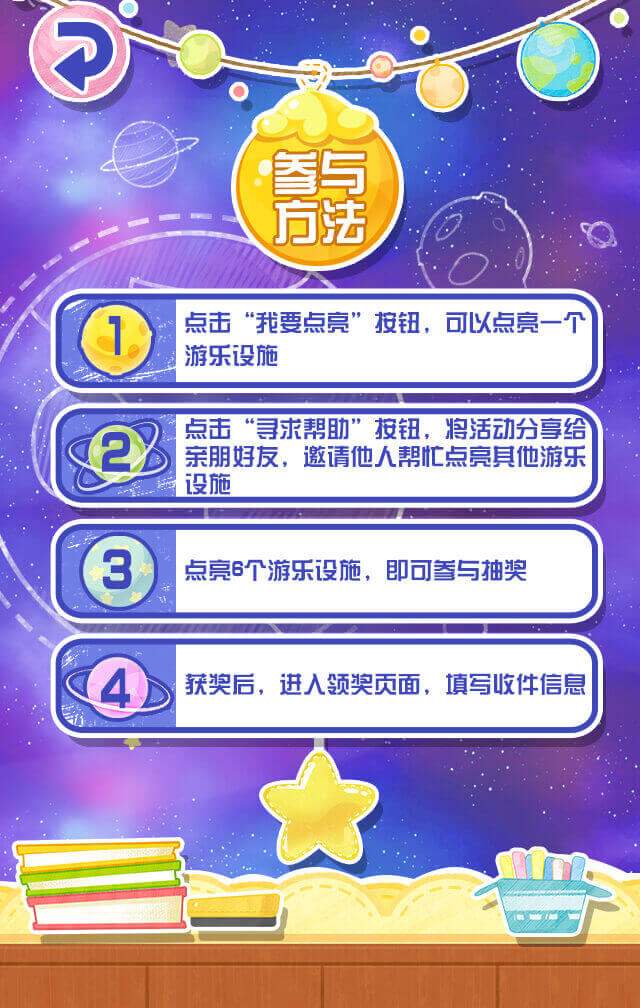 参与
方法
1
点击“我要点亮”按钮，可以点亮一个
游乐设施
2
点击“寻求帮助”按钮，将活动分享给
亲朋好友，邀请他人帮忙点亮其他游乐
设施
3
点亮6个游乐设施，即可参与抽奖
4
获奖后，进入领奖页面，填写收件信息